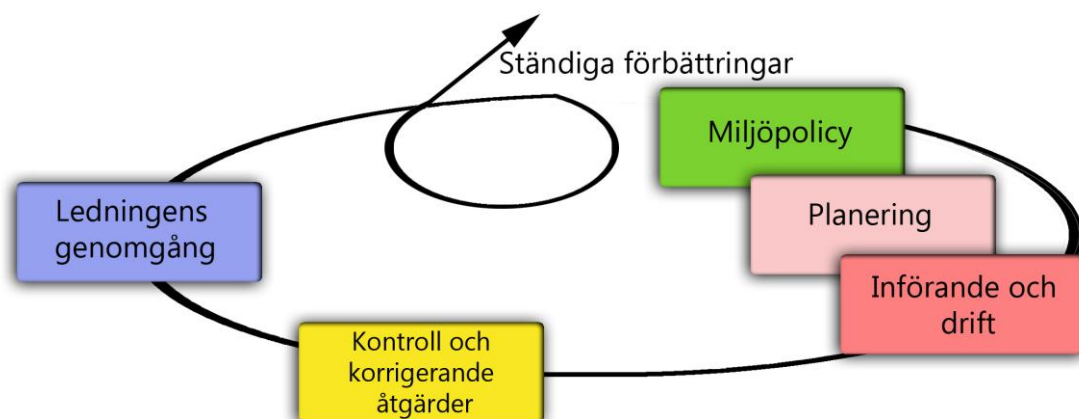 Ständiga förbättringar
Miljöpolicy
Planering
Införande och
drift
Kontroll och
korrigerande
åtgärder
Ledningens
genomgång